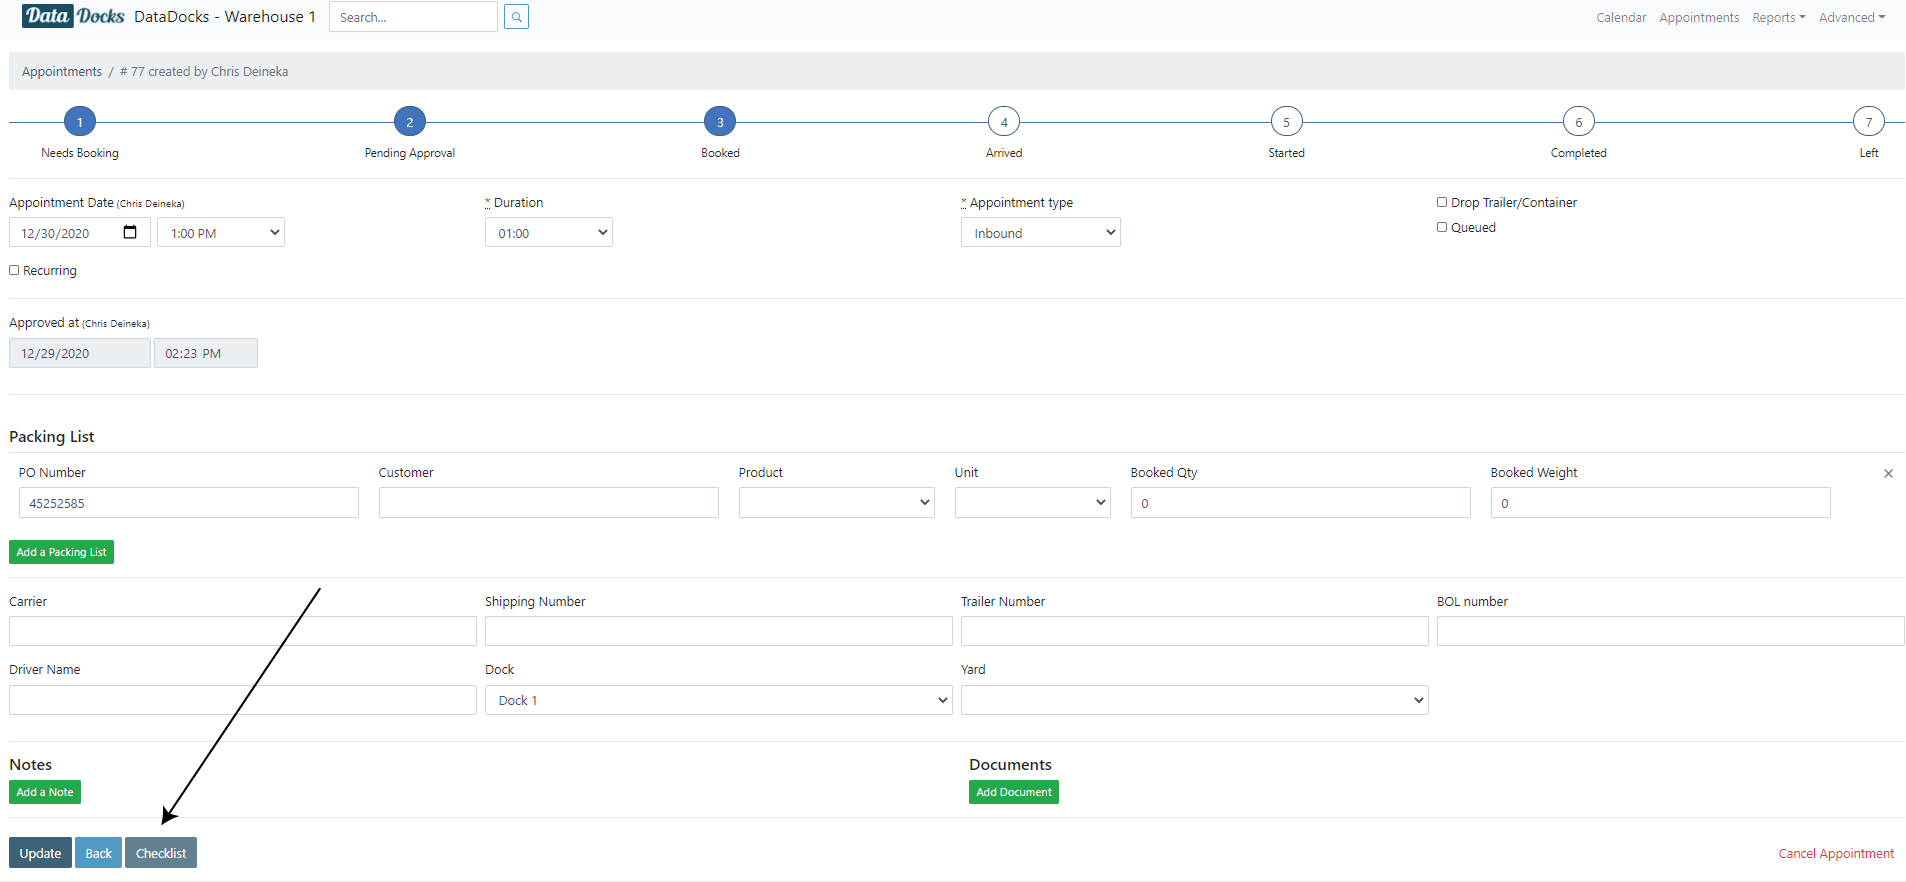 Data Docks DataDocks - Warehouse 1 Search... Calendar Appointments Reports Advanced
Appointments / # 77 created by Chris Deineka
1 2 3 4 5 6 7
Needs Booking Pending Approval Booked Arrived Started Completed Left
Appointment Date (Chris Deineka) * Duration * Appointment type Drop Trailer/Container
12/30/2020 1:00 PM 01:00 Inbound Queued
Recurring
Approved at (Chris Deineka)
12/29/2020 02:23 PM
Packing List
PO Number Customer Product Unit Booked Qty Booked Weight ×
45252585 0 0
Add a Packing List
Carrier Shipping Number Trailer Number BOL number
Driver Name Dock Yard
Dock 1
Notes Documents
Add a Note Add Document
Update Back Checklist Cancel Appointment